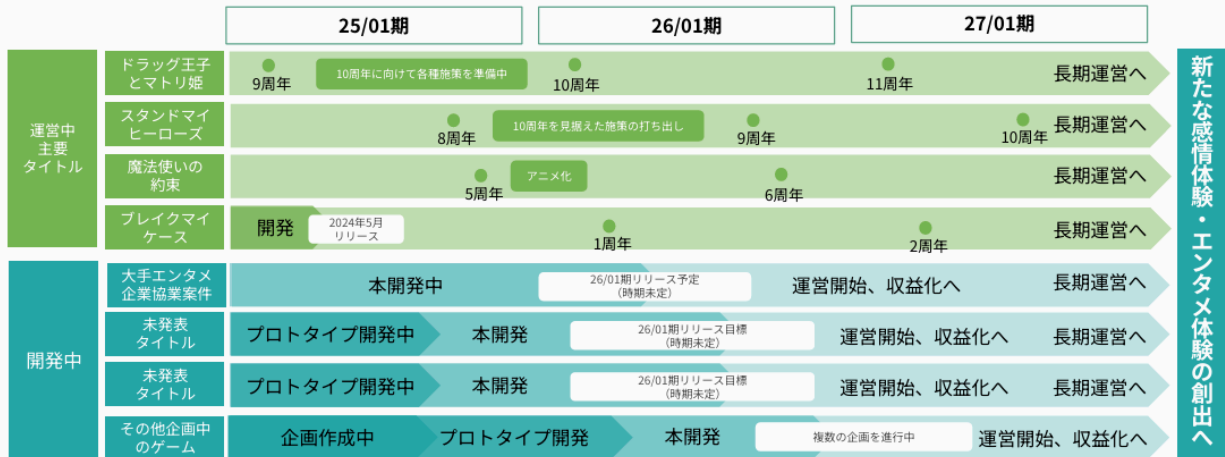 25/01期
26/01期
27/01期
運営中
主要
タイトル
ドラッグ王子
とマトリ姫
9周年
10周年に向けて各種施策を準備中
10周年
11周年
長期運営へ
スタンドマイ
ヒーローズ
8周年
10周年を見据えた施策の打ち出し
9周年
10周年
長期運営へ
魔法使いの
約束
5周年
アニメ化
6周年
長期運営へ
ブレイクマイ
ケース
開発
2024年5月
リリース
1周年
2周年
長期運営へ
開発中
大手エンタメ
企業協業案件
本開発中
26/01期リリース予定
（時期未定）
運営開始、収益化へ
長期運営へ
未発表
タイトル
プロトタイプ開発中
本開発
26/01期リリース目標
（時期未定）
運営開始、収益化へ
長期運営へ
未発表
タイトル
プロトタイプ開発中
本開発
26/01期リリース目標
（時期未定）
運営開始、収益化へ
長期運営へ
その他企画中
のゲーム
企画作成中
プロトタイプ開発
本開発
複数の企画を進行中
運営開始、収益化へ
新たな感情体験・エンタメ体験の創出へ